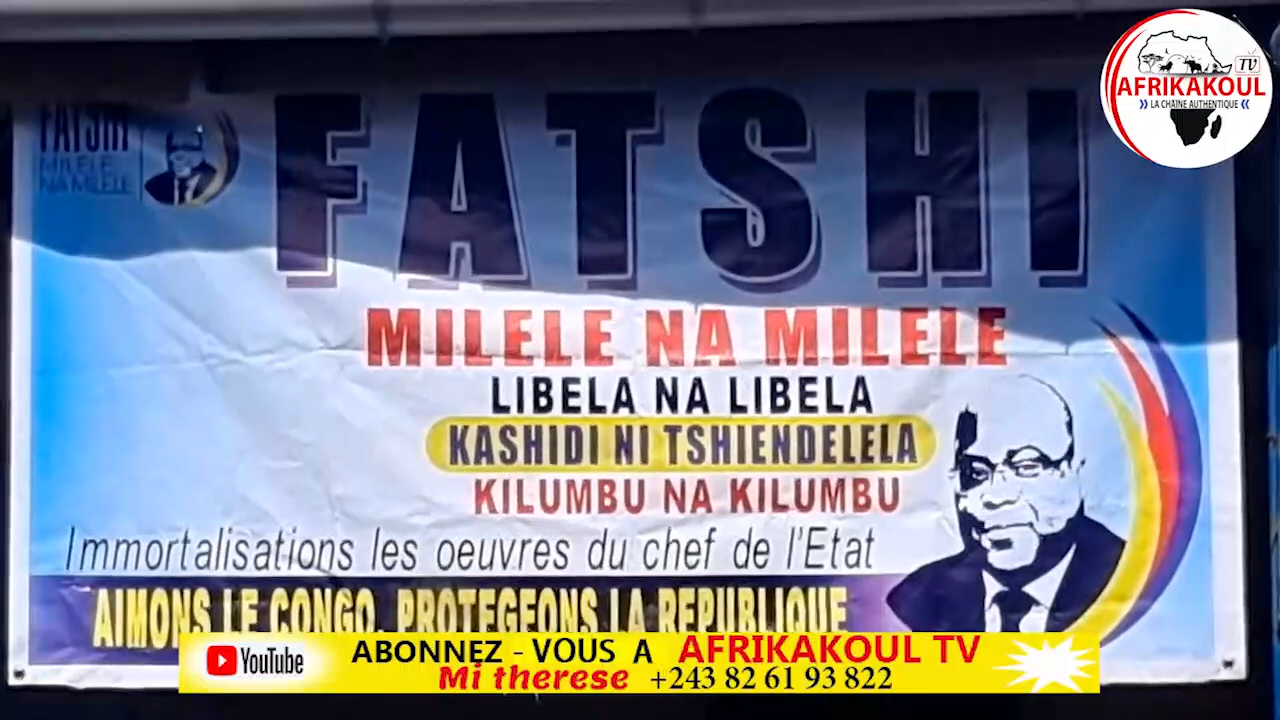 AFRIKAKOUL TV
LA CHAINE AUTHENTIQUE
FATSHI
MILELE
NA MILELE
FATSHI
MILELE NA MILELE
LIBELA NA LIBELA
KASHIDI NI TSHIENDELELA
KILUMBU NA KILUMBU
Immortalisations les oeuvres du chef de l'Etat
AIMONS LE CONGO, PROTEGEONS LA REPUBLIQUE
YouTube
ABONNEZ - VOUS A AFRIKAKOUL TV
Mi therese +243 82 61 93 822